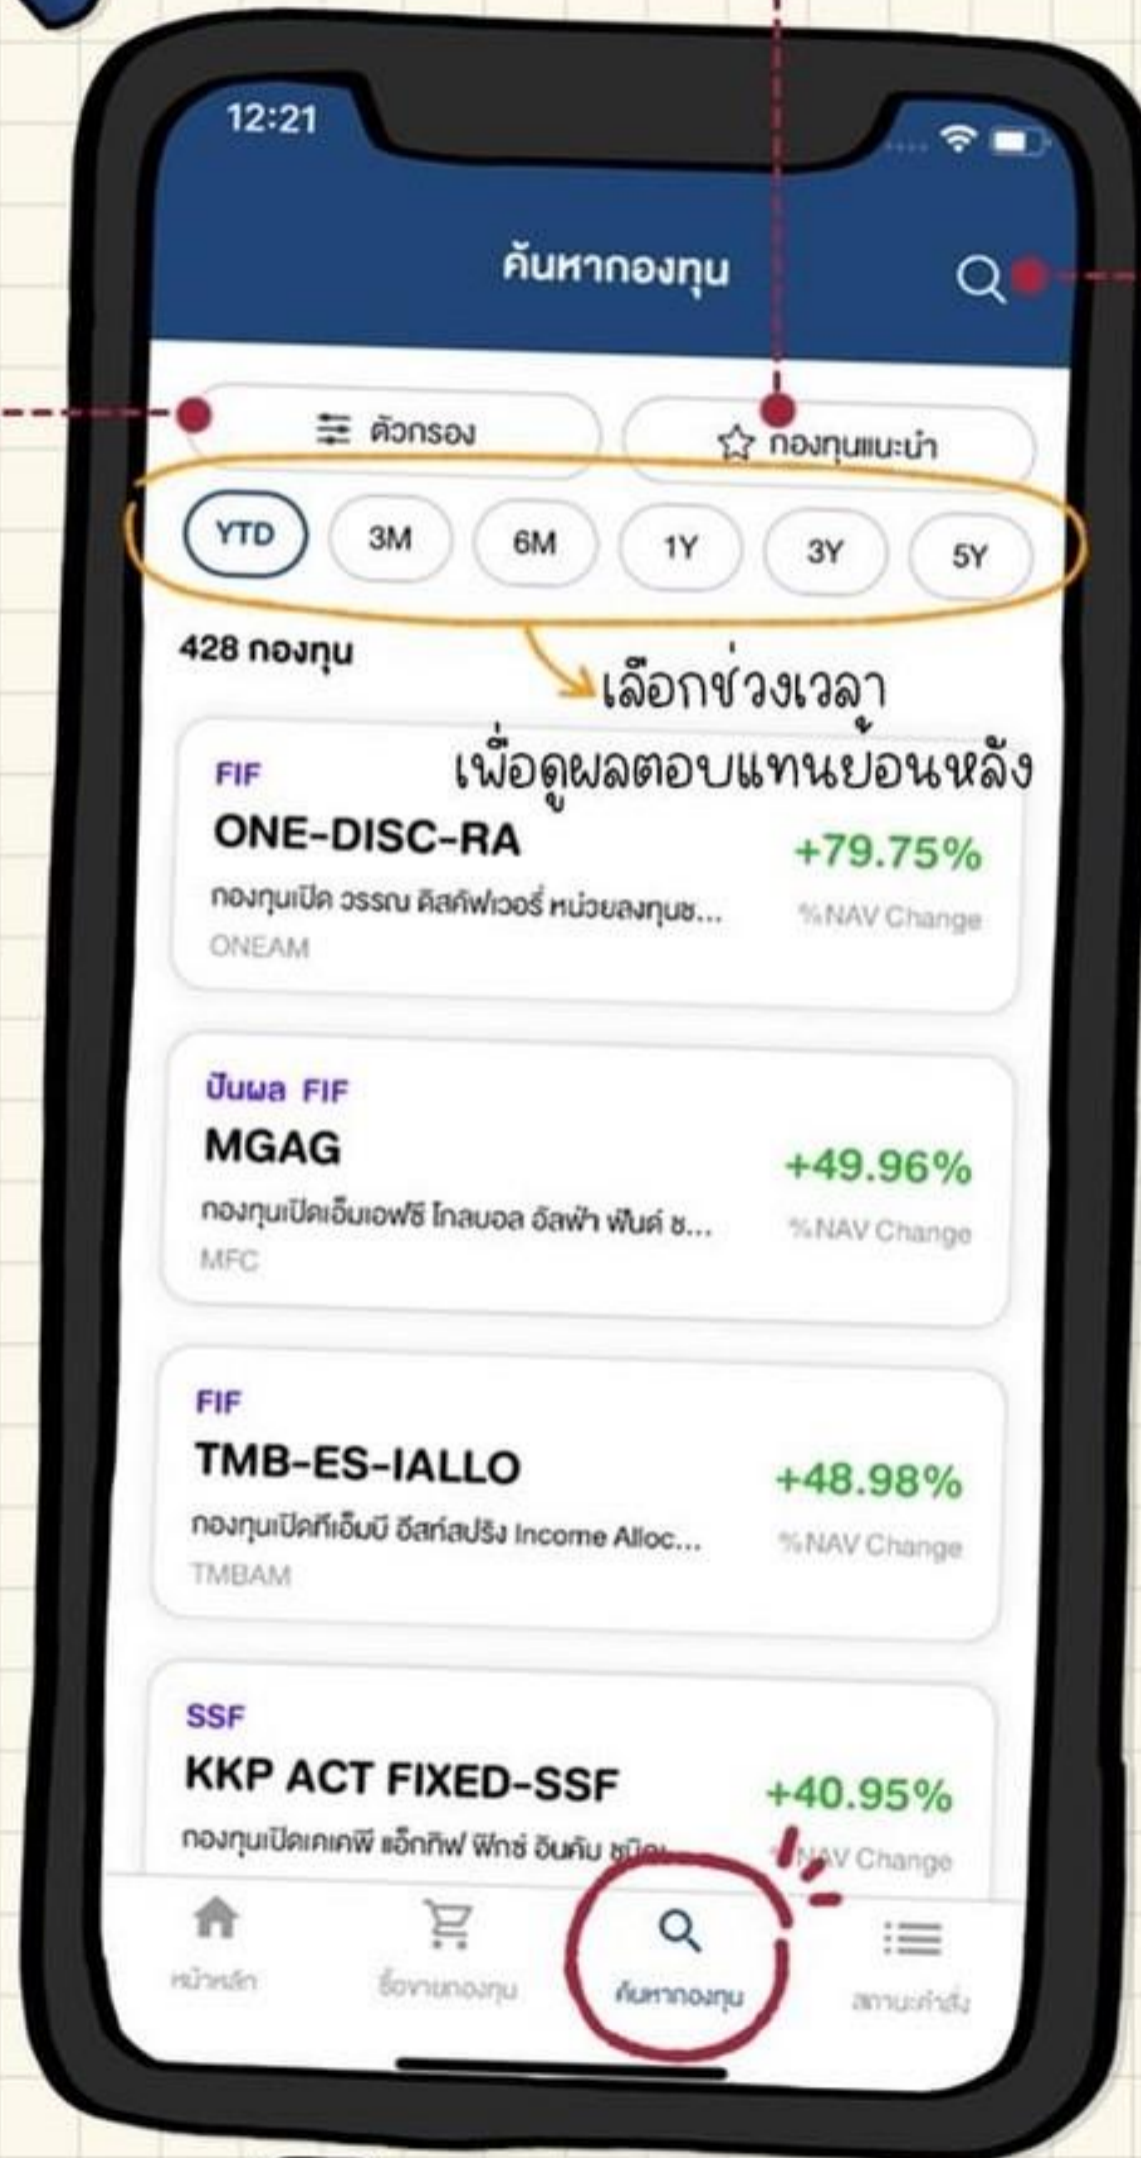 12:21
ค้นหากองทุน
ตัวกรอง
กองทุนแนะนำ
YTD 3M 6M 1Y 3Y 5Y
428 กองทุน
เลือกช่วงเวลา
เพื่อดูผลตอบแทนย้อนหลัง
FIF
ONE-DISC-RA
+79.75%
กองทุนเปิด วรรณ ดิสคัฟเวอรี่ หน่วยลงทุนช...
%NAV Change
ONEAM
ปันผล FIF
MGAG
+49.96%
กองทุนเปิดเอ็มเอฟซี โกลบอล อัลฟ่า ฟันด์ ช...
%NAV Change
MFC
FIF
TMB-ES-IALLO
+48.98%
กองทุนเปิดทีเอ็มบี อีสท์สปริง Income Alloc...
%NAV Change
TMBAM
SSF
KKP ACT FIXED-SSF
+40.95%
กองทุนเปิดเคเคพี แอ็กทิฟ ฟิกซ์ อินคัม
NAV Change
หน้าหลัก
ซื้อขายกองทุน
ค้นหากองทุน
สถานะคำสั่ง